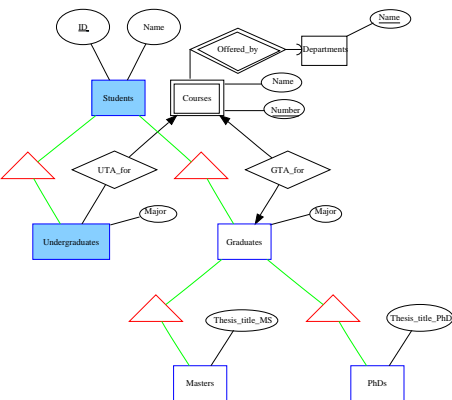 Name
ID
Name
Offered_by
Departments
Name
Students
Courses
Number
UTA_for
GTA_for
Major
Major
Undergraduates
Graduates
Thesis_title_MS
Thesis_title_PhD
Masters
PhDs